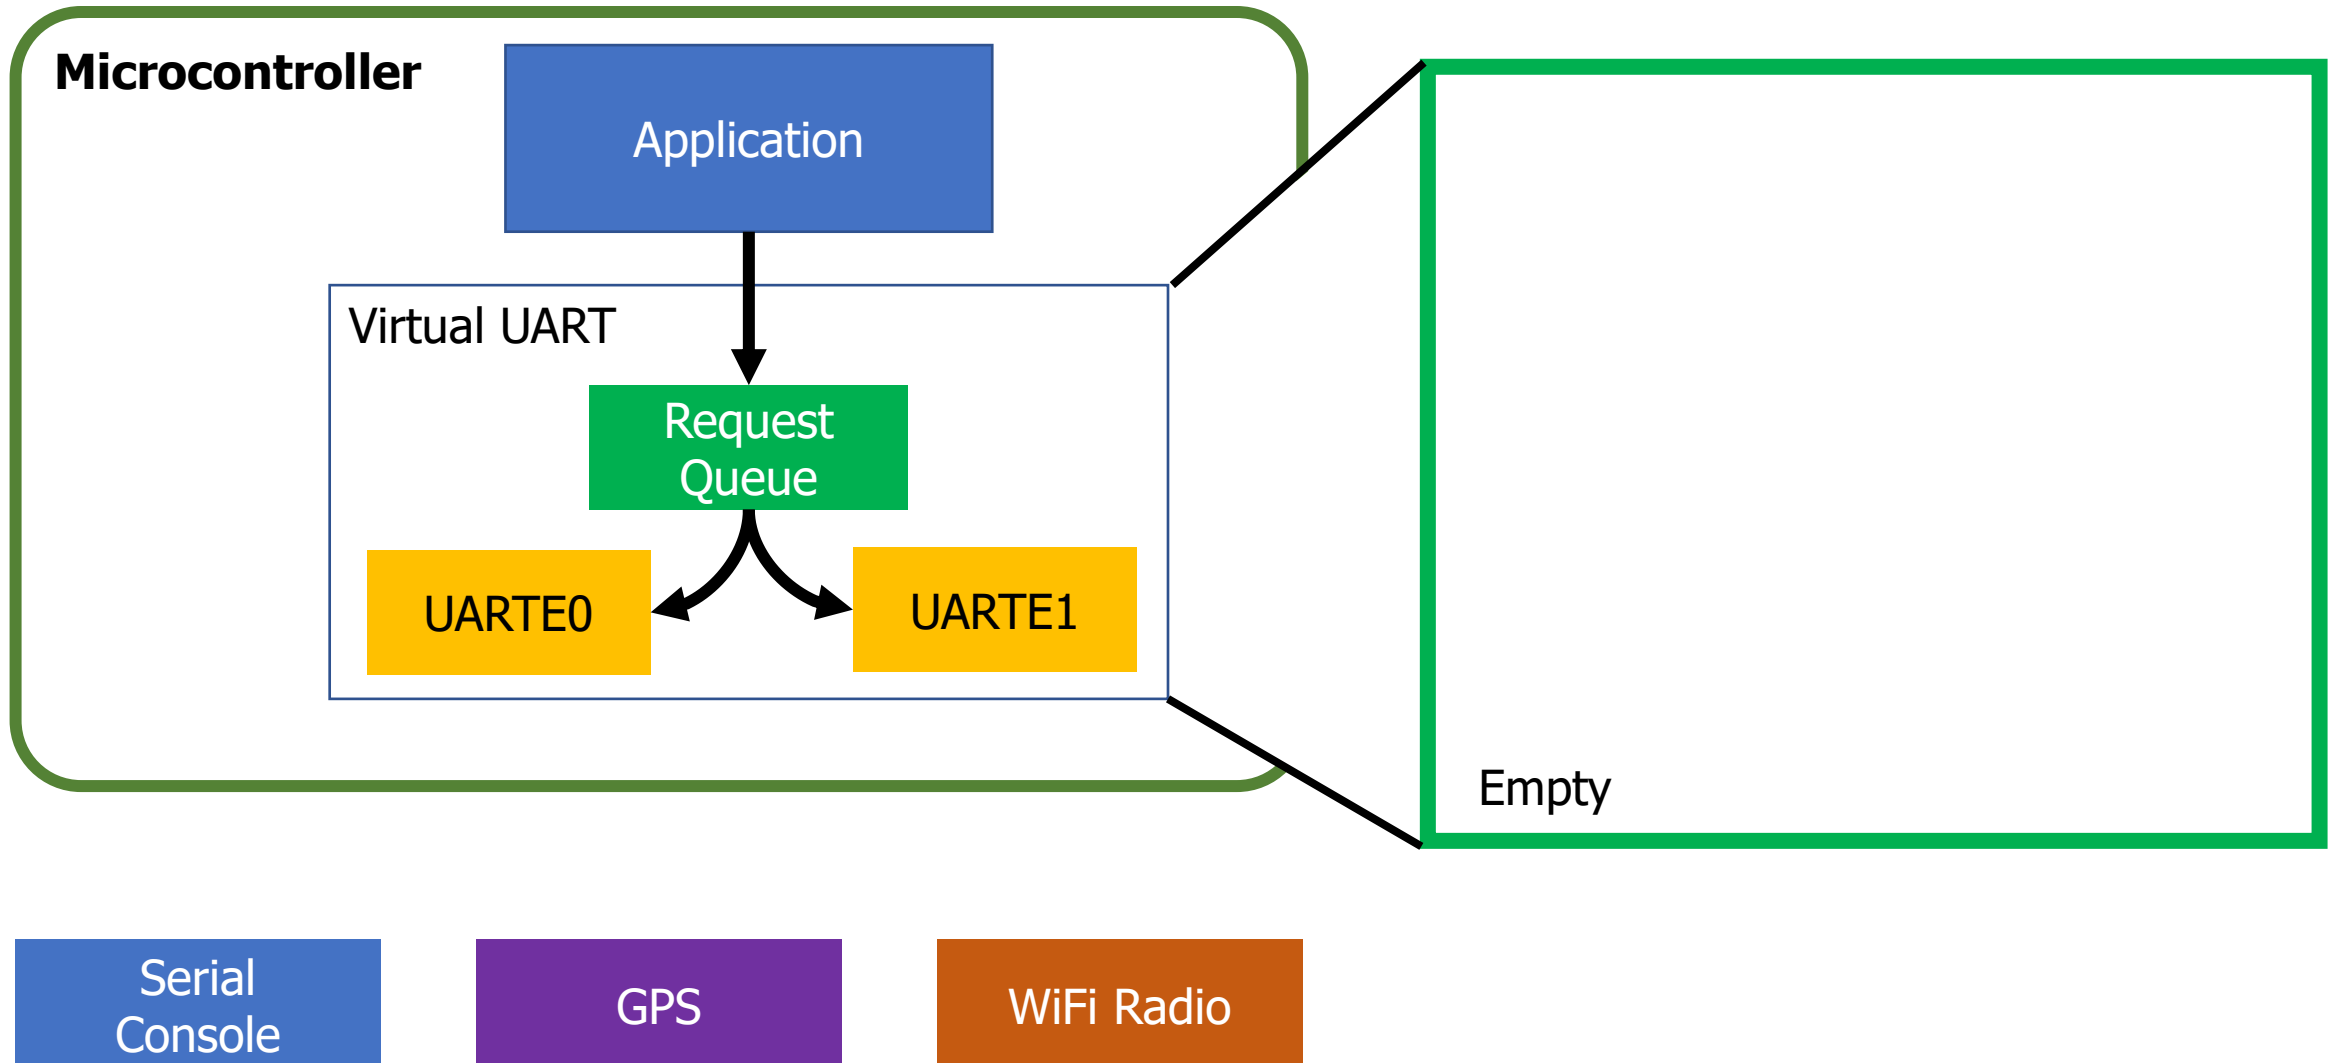 Microcontroller
Application
Virtual UART
Request
Queue
UARTE0
UARTE1
Empty
Serial
Console
GPS
WiFi Radio